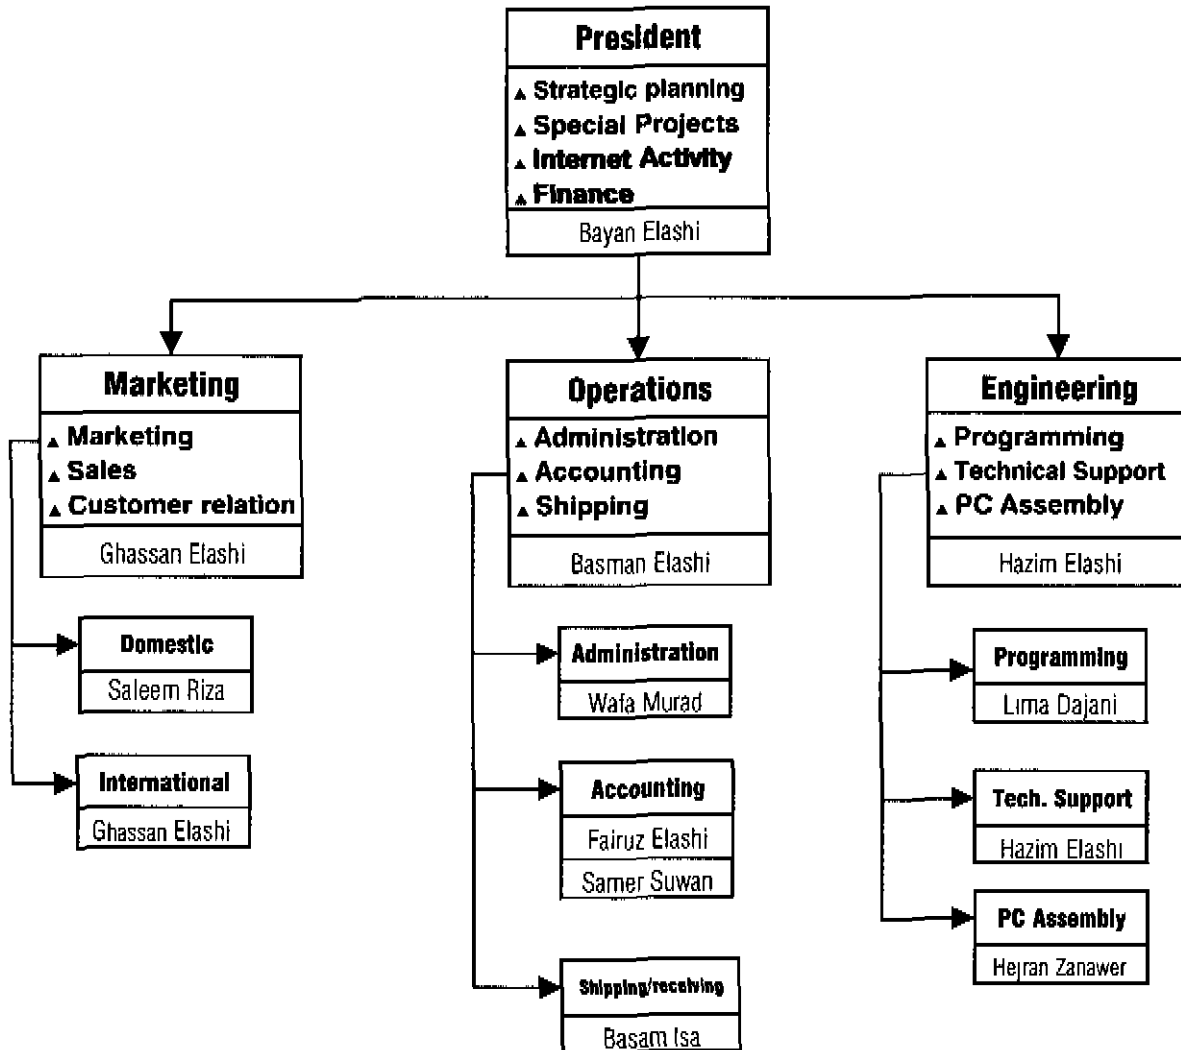 President
▲ Strategic planning
▲ Special Projects
▲ Internet Activity
▲ Finance
Bayan Elashi
Marketing
▲ Marketing
▲ Sales
▲ Customer relation
Ghassan Elashi
Domestic
Saleem Riza
International
Ghassan Elashi
Operations
▲ Administration
▲ Accounting
▲ Shipping
Basman Elashi
Administration
Wafa Murad
Accounting
Fairuz Elashi
Samer Suwan
Shipping/receiving
Basam Isa
Engineering
▲ Programming
▲ Technical Support
▲ PC Assembly
Hazim Elashi
Programming
Lima Dajani
Tech. Support
Hazim Elashi
PC Assembly
Hejran Zanawer